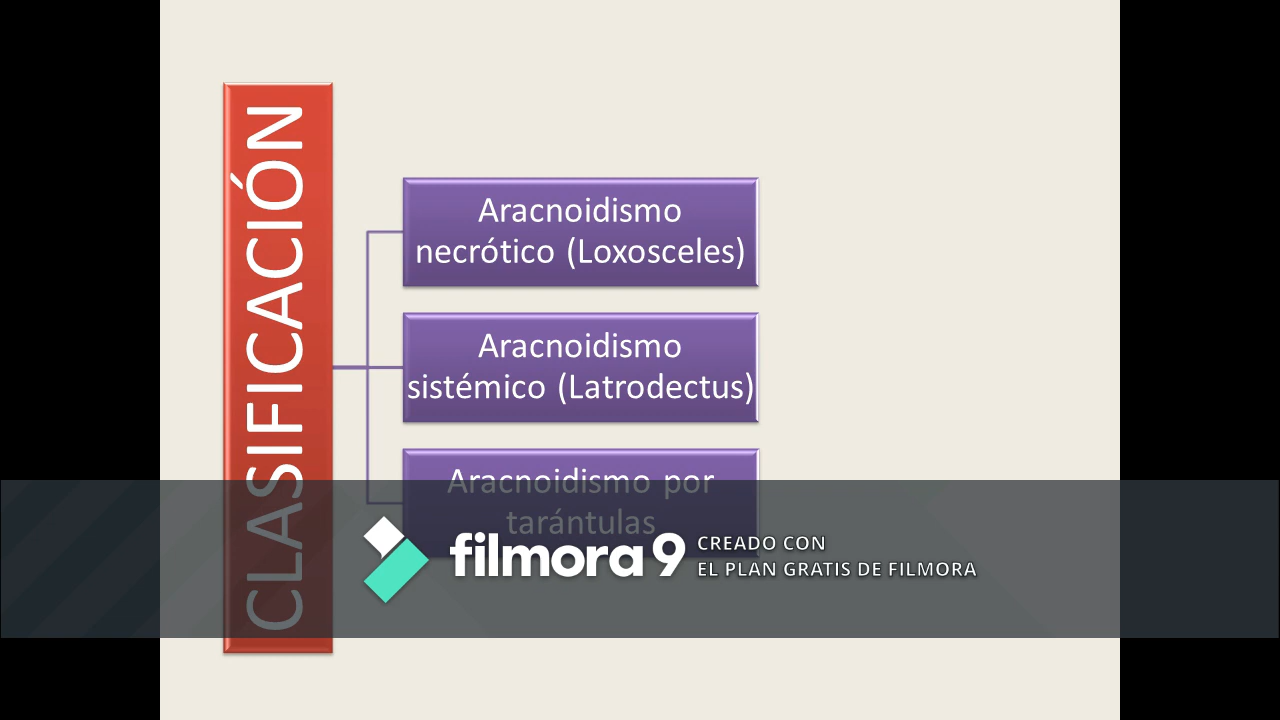 CLASIFICACIÓN
Aracnoidismo
necrótico (Loxosceles)
Aracnoidismo
sistémico (Latrodectus)
Aracnoidismo por
tarántulas
filmora 9
CREADO CON
EL PLAN GRATIS DE FILMORA